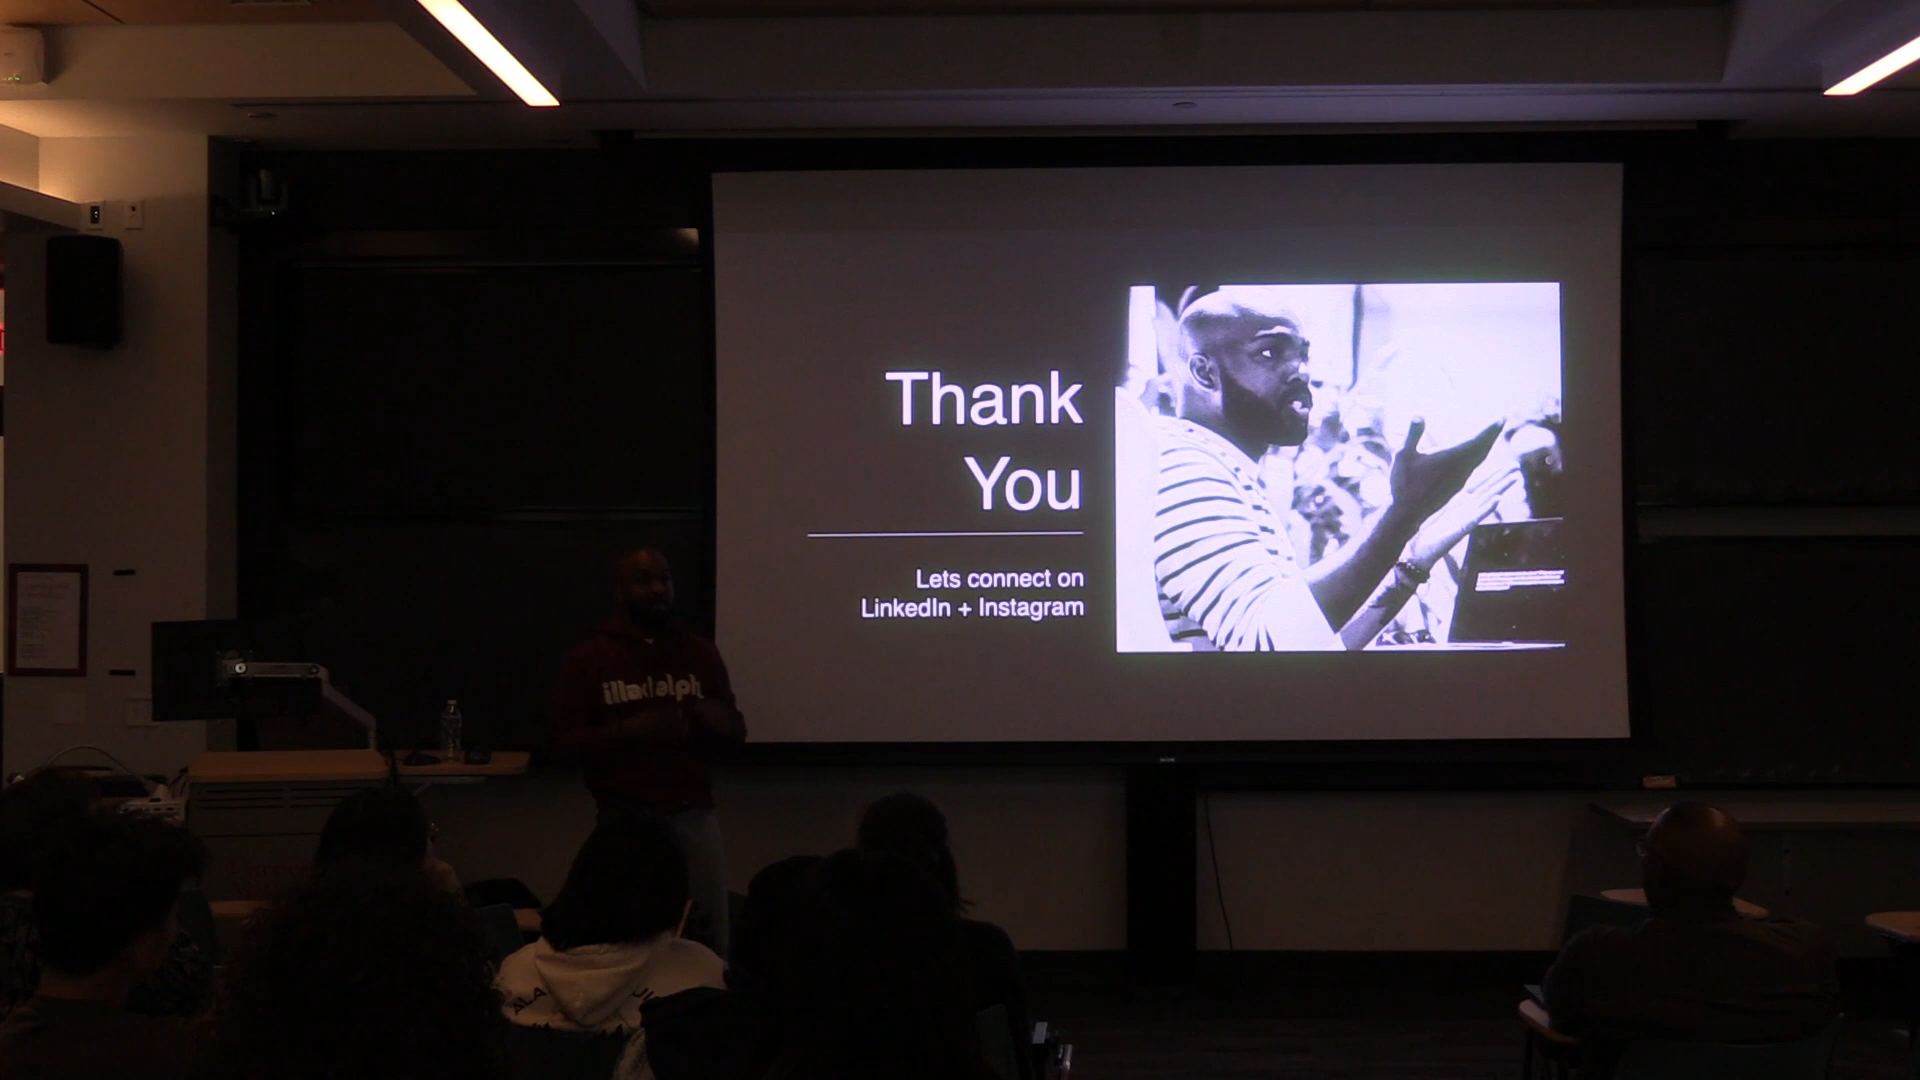 Thank
You
Lets connect on
LinkedIn + Instagram
illadelph